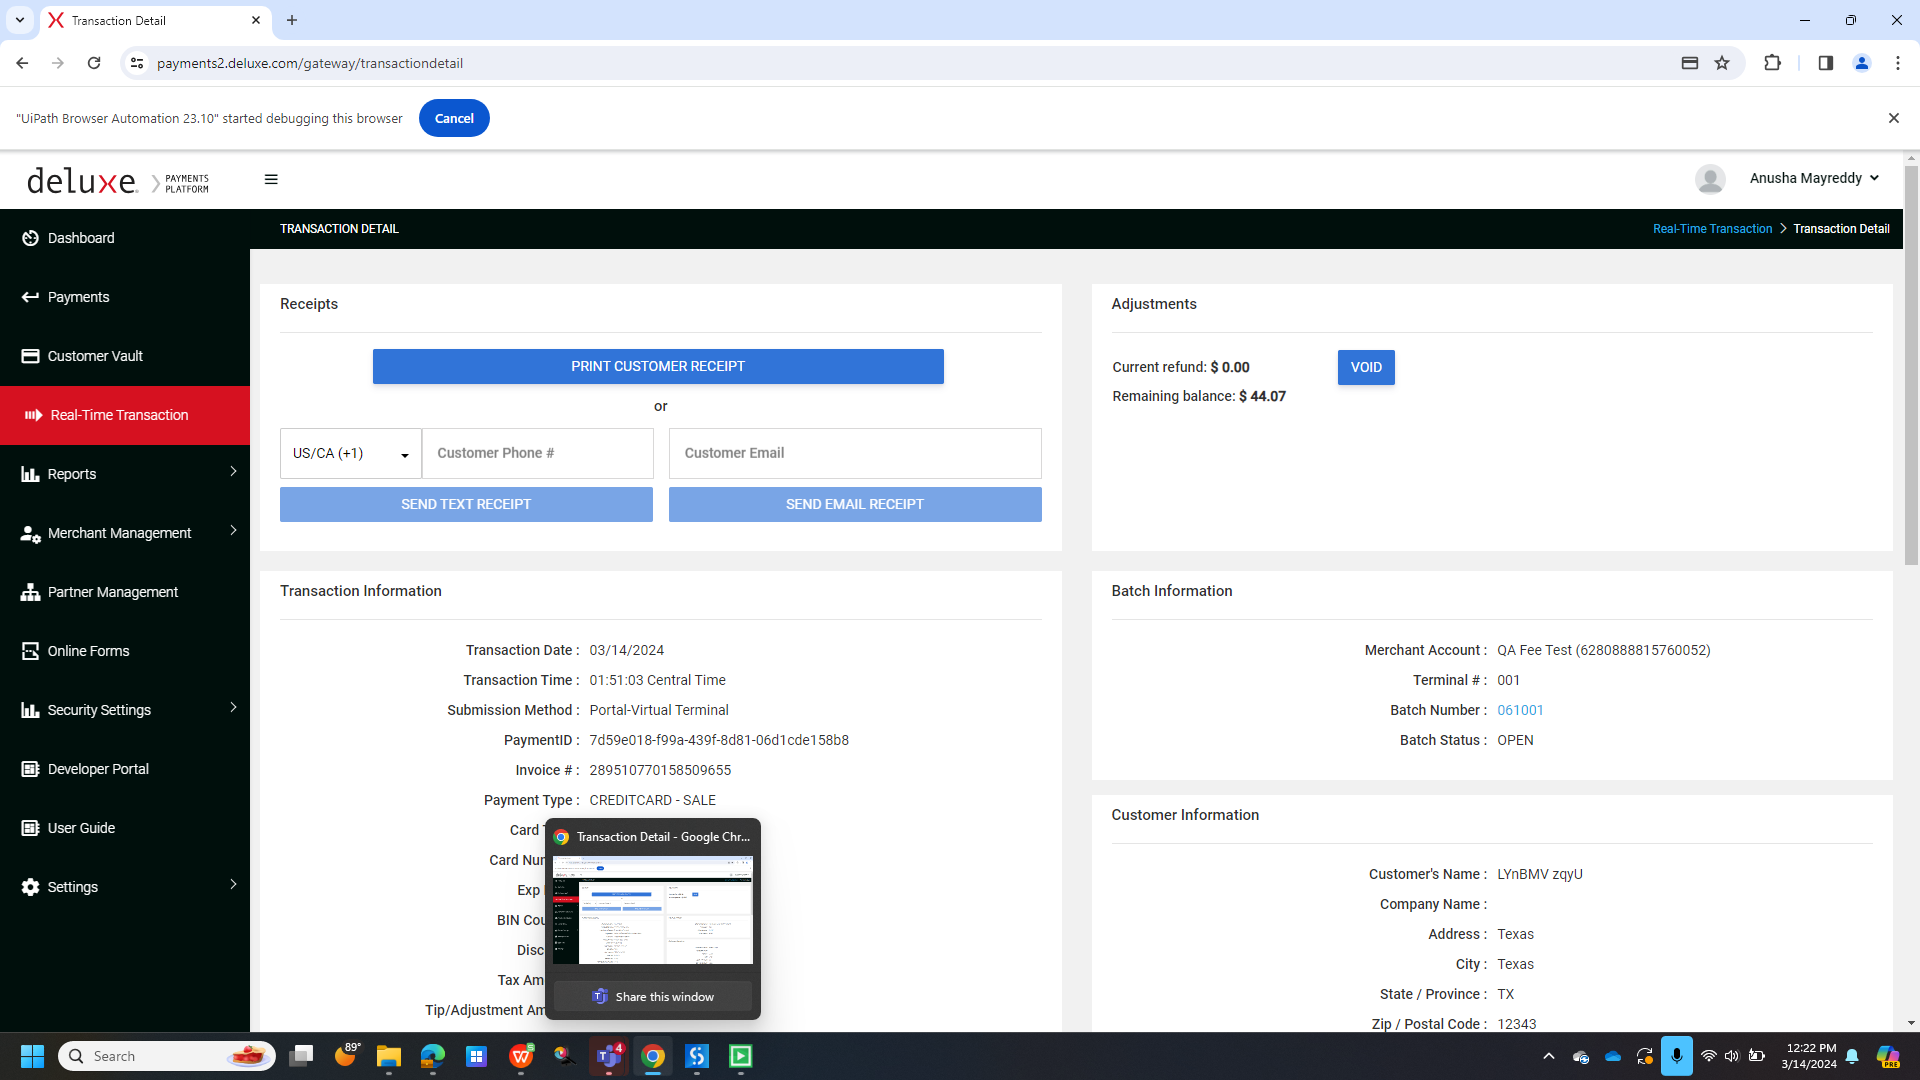 Transaction Detail
payments2.deluxe.com/gateway/transactiondetail
"UiPath Browser Automation 23.10" started debugging this browser
Cancel
deluxe. PAYMENTS PLATFORM
Anusha Mayreddy
TRANSACTION DETAIL
Real-Time Transaction > Transaction Detail
Dashboard
Payments
Customer Vault
Real-Time Transaction
Reports
Merchant Management
Partner Management
Online Forms
Security Settings
Developer Portal
User Guide
Settings
Receipts
PRINT CUSTOMER RECEIPT
or
US/CA (+1)
Customer Phone #
Customer Email
SEND TEXT RECEIPT
SEND EMAIL RECEIPT
Adjustments
Current refund: $ 0.00
VOID
Remaining balance: $ 44.07
Transaction Information
Transaction Date : 03/14/2024
Transaction Time : 01:51:03 Central Time
Submission Method : Portal-Virtual Terminal
PaymentID : 7d59e018-f99a-439f-8d81-06d1cde158b8
Invoice # : 289510770158509655
Payment Type : CREDITCARD - SALE
Card
Card Num
Exp
BIN Cou
Disc
Tax Am
Tip/Adjustment Am
Transaction Detail - Google Chr...
Share this window
Batch Information
Merchant Account : QA Fee Test (6280888815760052)
Terminal # : 001
Batch Number : 061001
Batch Status : OPEN
Customer Information
Customer's Name : LYnBMV zqyU
Company Name :
Address : Texas
City : Texas
State / Province : TX
Zip / Postal Code : 12343
Search
89°
4
12:22 PM
3/14/2024
PRE